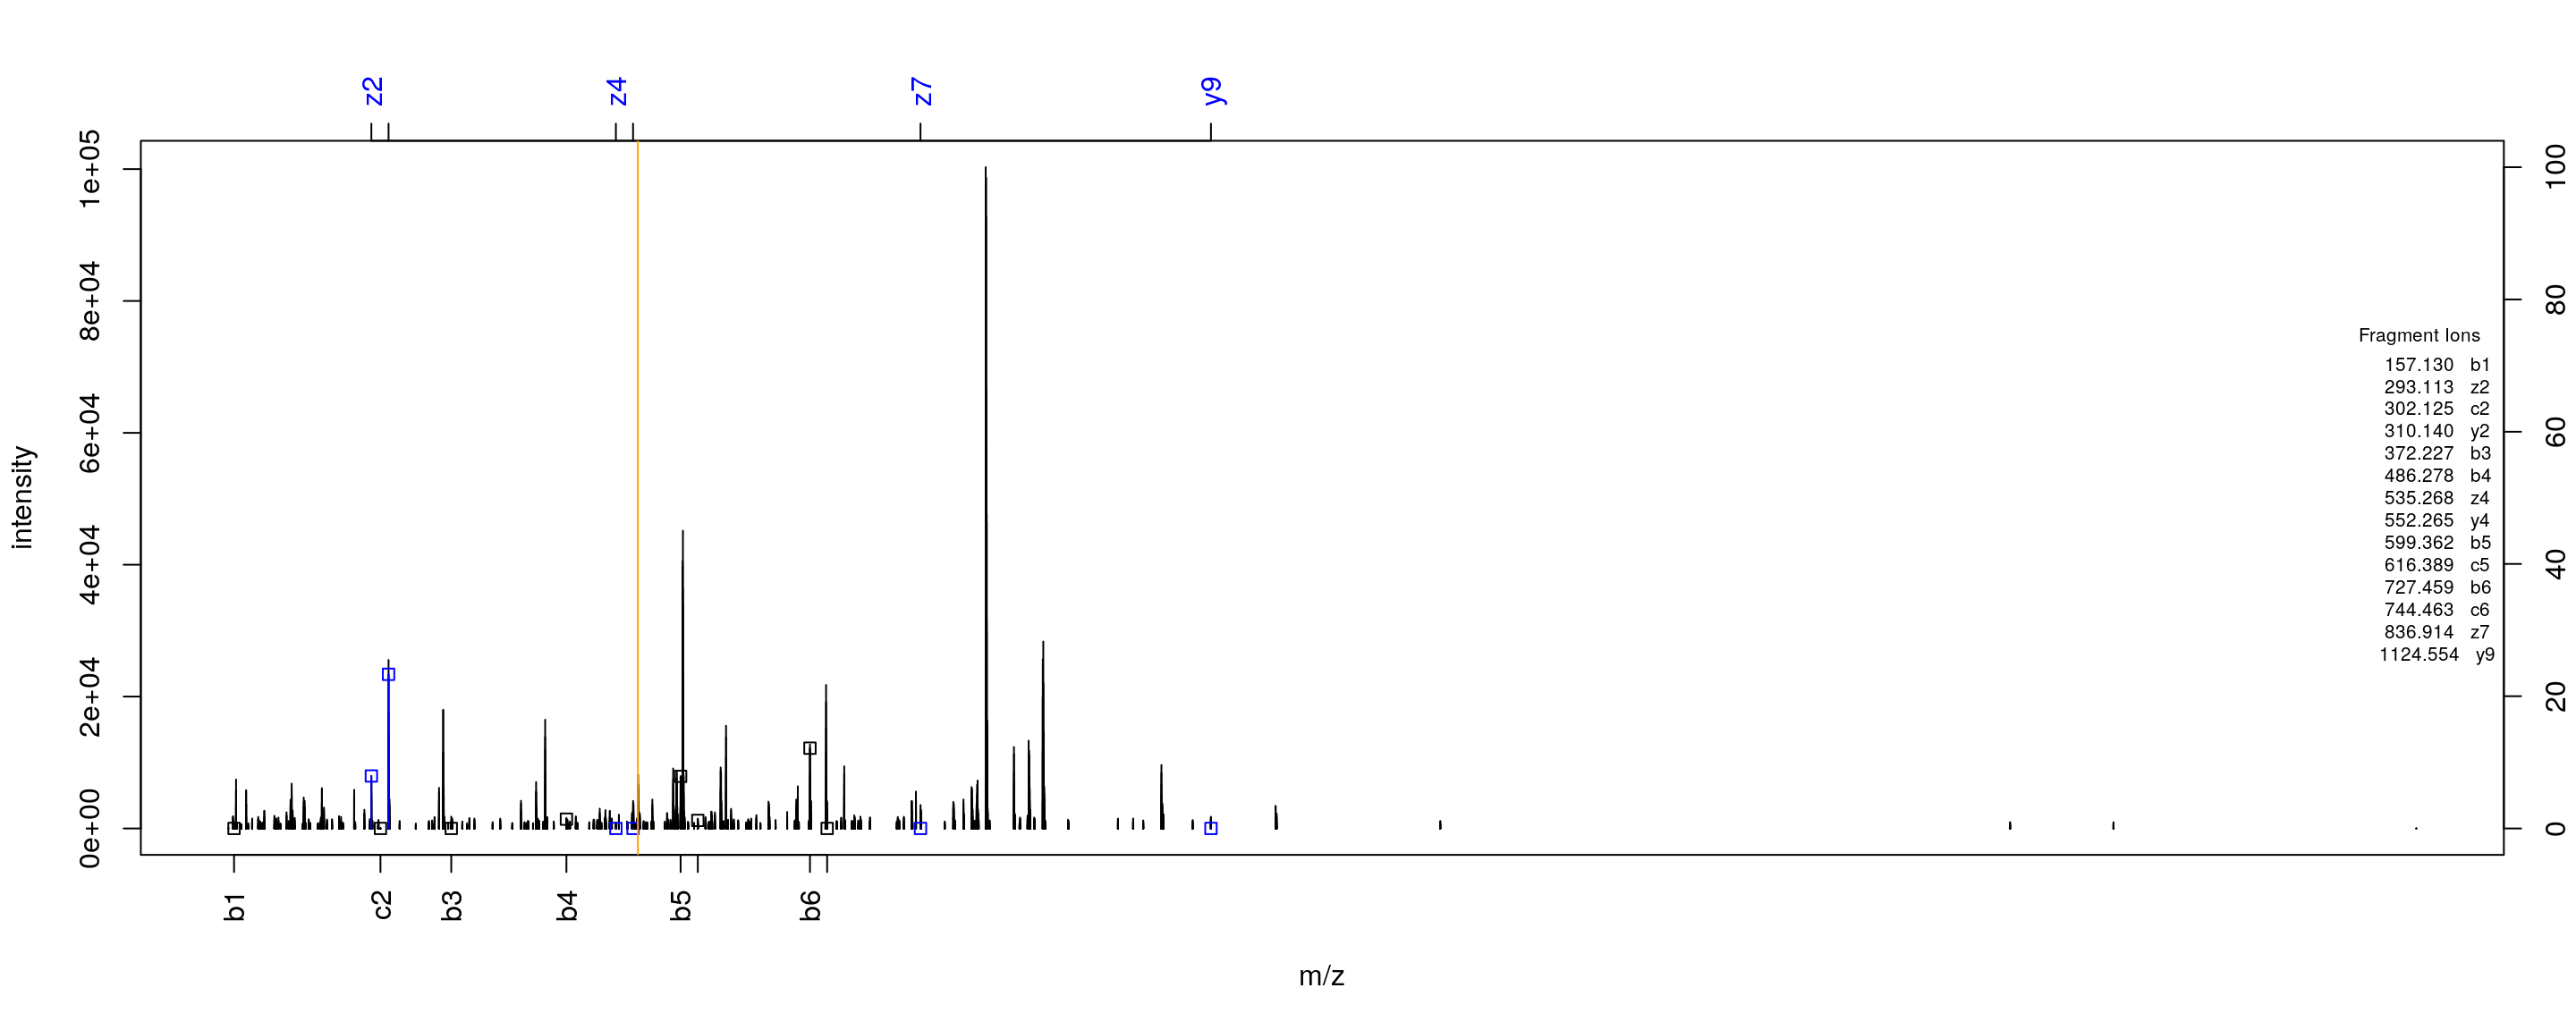 z2 z4 z7 y9
1e+05 100
8e+04 80
6e+04 60
4e+04 40
2e+04 20
0e+00 0
intensity
Fragment Ions
157.130 b1
293.113 z2
302.125 c2
310.140 y2
372.227 b3
486.278 b4
535.268 z4
552.265 y4
599.362 b5
616.389 c5
727.459 b6
744.463 c6
836.914 z7
1124.554 y9
b1 c2 b3 b4 b5 b6
m/z